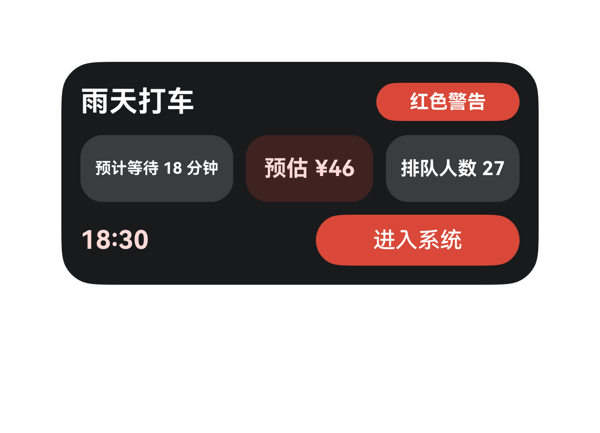 雨天打车
红色警告
预计等待 18 分钟
预估 ¥46
排队人数 27
18:30
进入系统